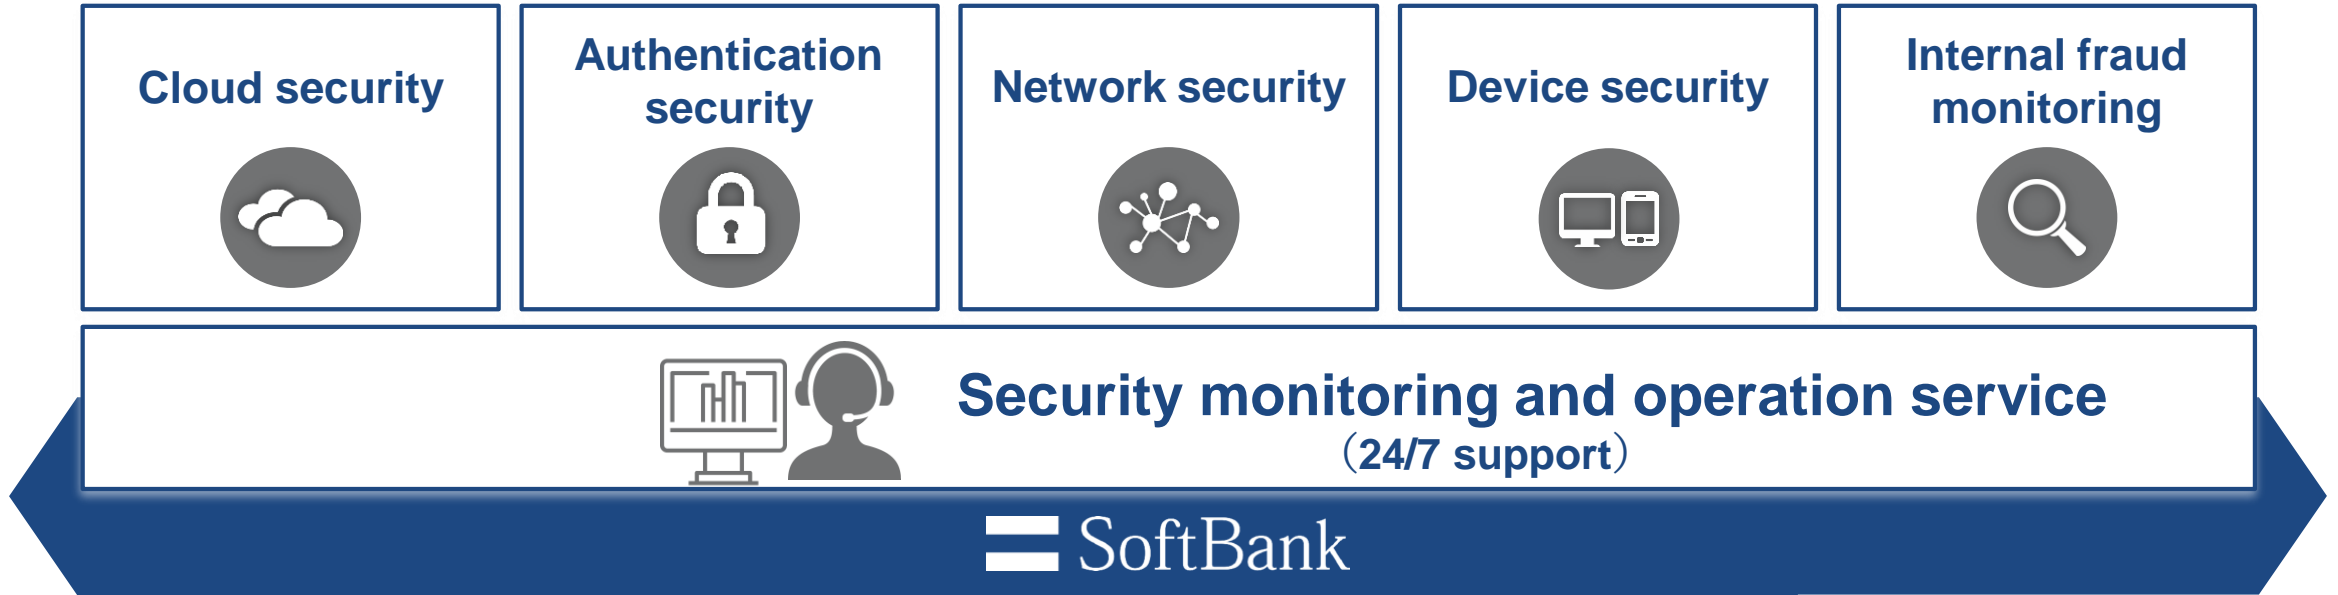 Cloud security
Authentication
security
Network security
Device security
Internal fraud
monitoring
Security monitoring and operation service
（24/7 support）
SoftBank